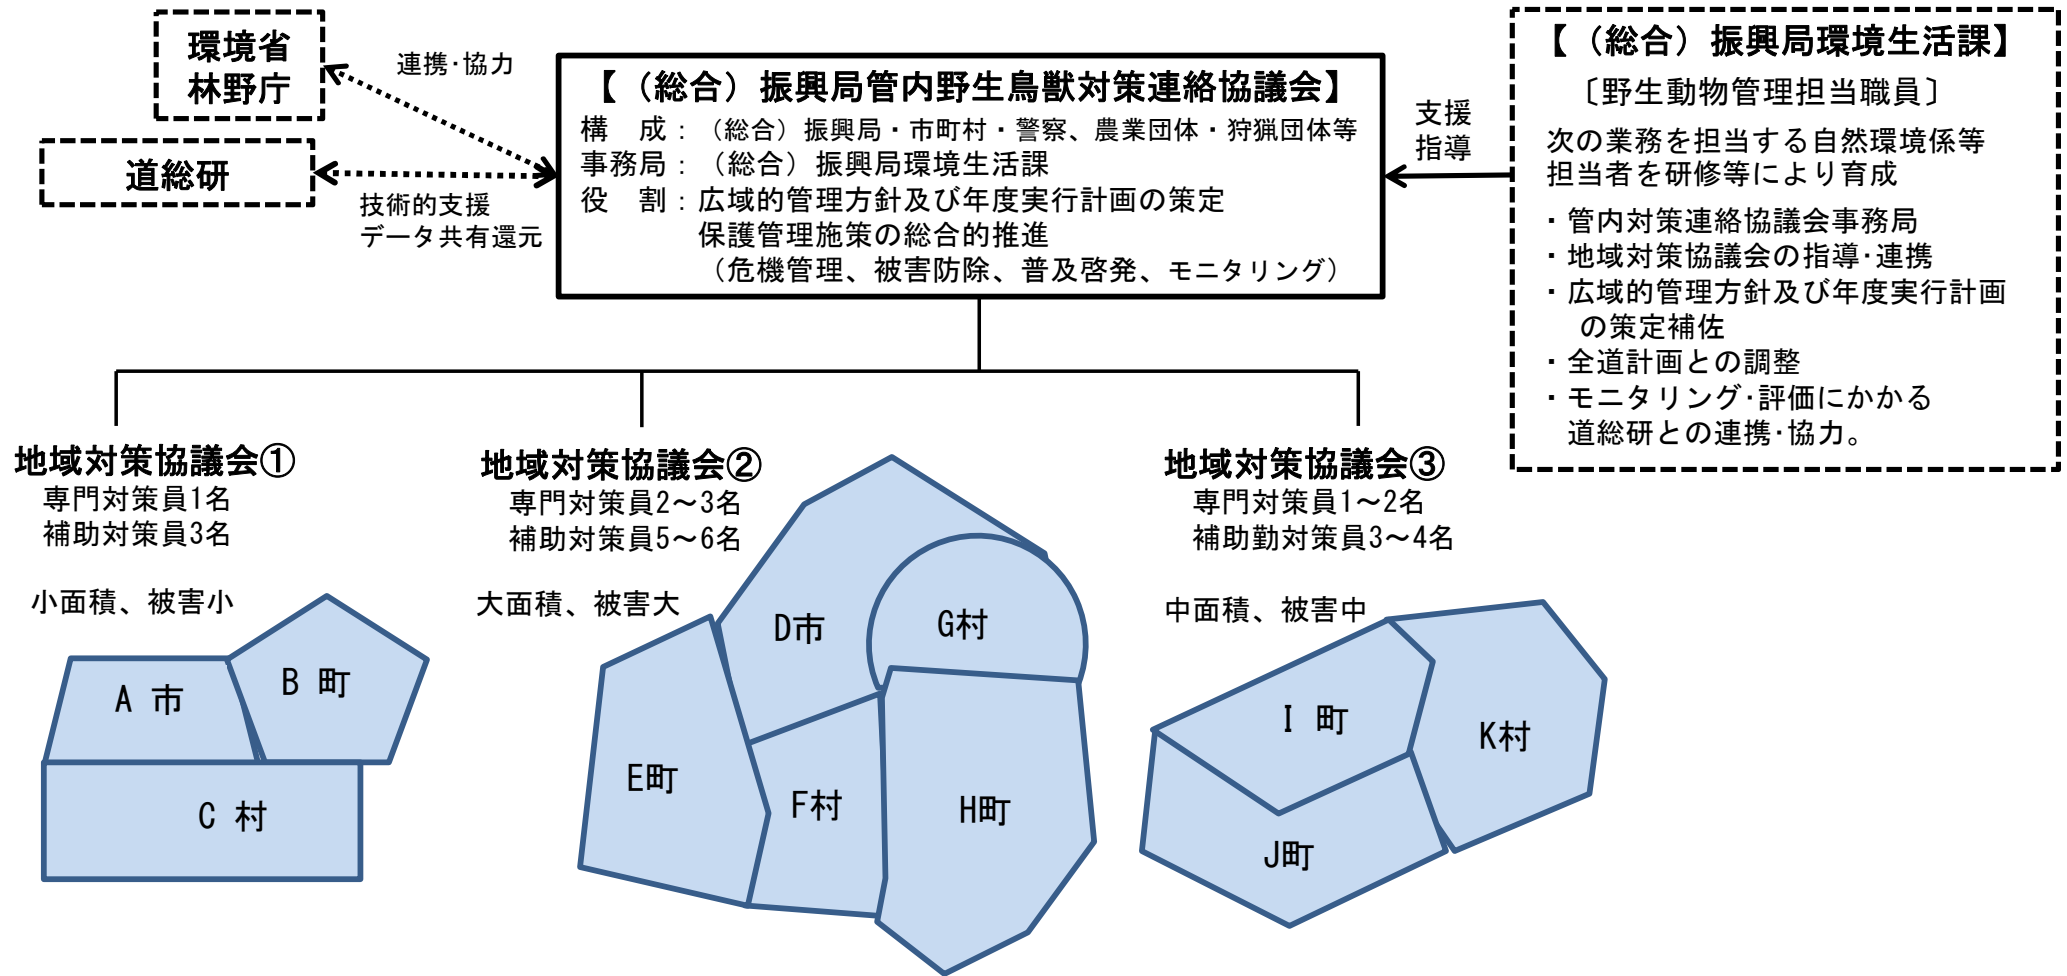 環境省
林野庁
連携・協力
道総研
技術的支援
データ共有還元
【（総合）振興局管内野生鳥獣対策連絡協議会】
構　成：（総合）振興局・市町村・警察、農業団体・狩猟団体等
事務局：（総合）振興局環境生活課
役　割：広域的管理方針及び年度実行計画の策定
保護管理施策の総合的推進
（危機管理、被害防除、普及啓発、モニタリング）
支援
指導
【（総合）振興局環境生活課】
〔野生動物管理担当職員〕
次の業務を担当する自然環境係等
担当者を研修等により育成
・管内対策連絡協議会事務局
・地域対策協議会の指導・連携
・広域的管理方針及び年度実行計画
の策定補佐
・全道計画との調整
・モニタリング・評価にかかる
道総研との連携・協力。
地域対策協議会①
専門対策員1名
補助対策員3名
小面積、被害小
A 市
B 町
C 村
地域対策協議会②
専門対策員2～3名
補助対策員5～6名
大面積、被害大
D市
G村
E町
F村
H町
地域対策協議会③
専門対策員1～2名
補助勤対策員3～4名
中面積、被害中
I 町
K村
J町